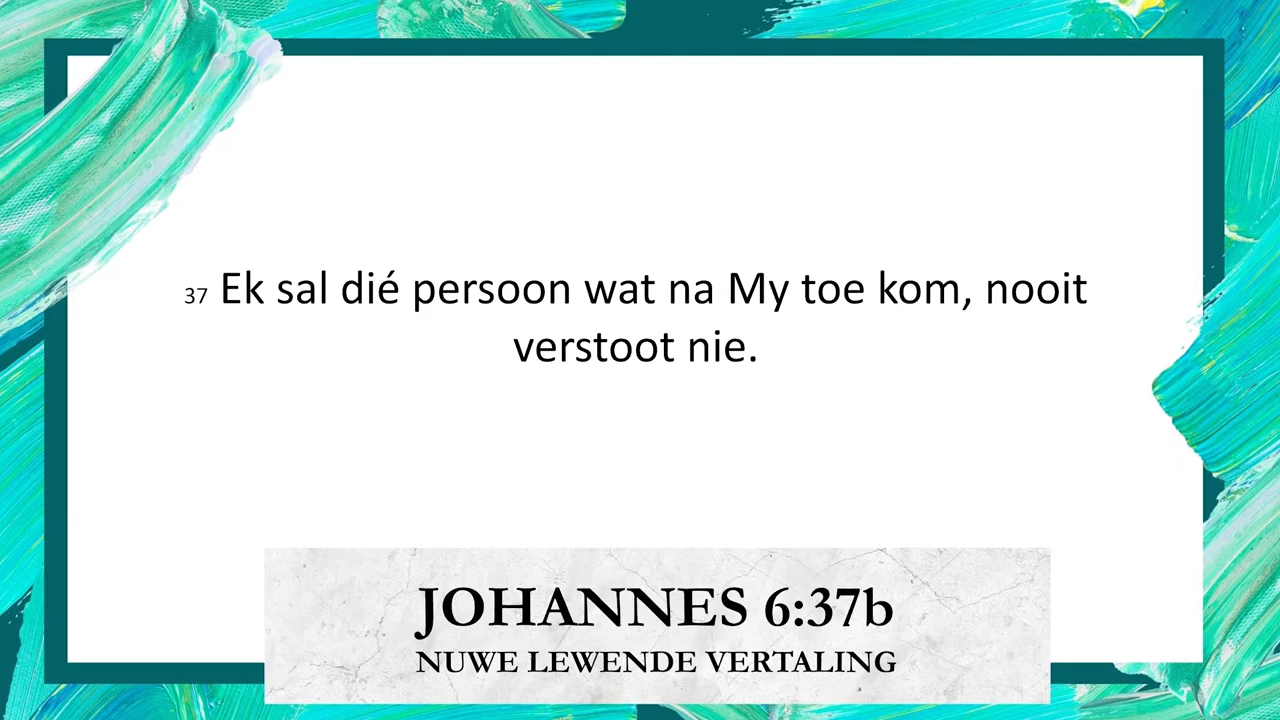 37 Ek sal dié persoon wat na My toe kom, nooit
verstoot nie.
JOHANNES 6:37b
NUWE LEWENDE VERTALING